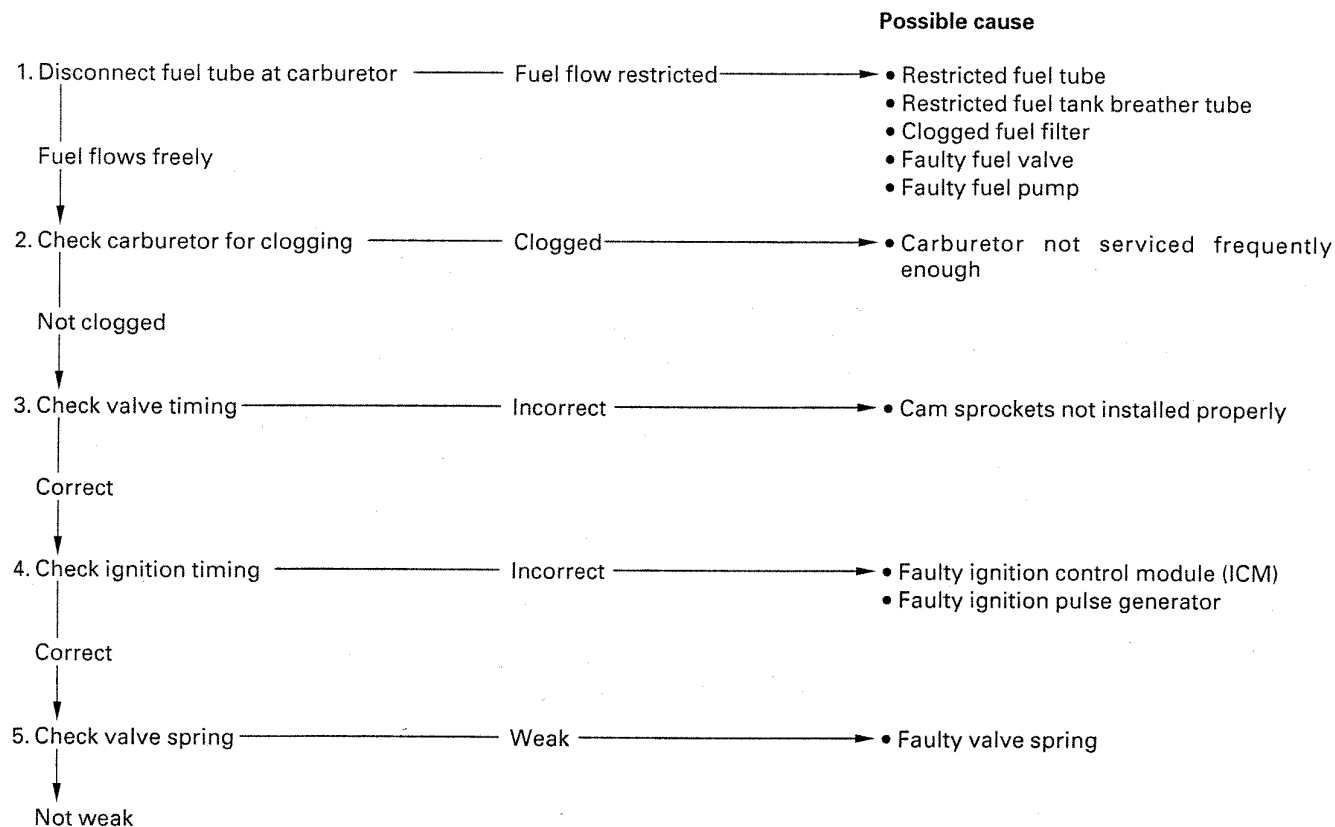 Possible cause
1. Disconnect fuel tube at carburetor Fuel flow restricted • Restricted fuel tube
• Restricted fuel tank breather tube
• Clogged fuel filter
Fuel flows freely
• Faulty fuel valve
• Faulty fuel pump
2. Check carburetor for clogging Clogged • Carburetor not serviced frequently
enough
Not clogged
3. Check valve timing Incorrect • Cam sprockets not installed properly
Correct
4. Check ignition timing Incorrect • Faulty ignition control module (ICM)
• Faulty ignition pulse generator
Correct
5. Check valve spring Weak • Faulty valve spring
Not weak